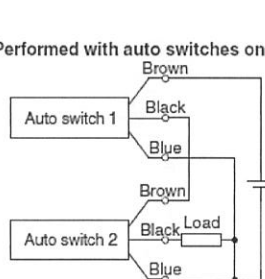 Performed with auto switches on
Brown
Black
Auto switch 1
Blue
Brown
Black Load
Auto switch 2
Blue